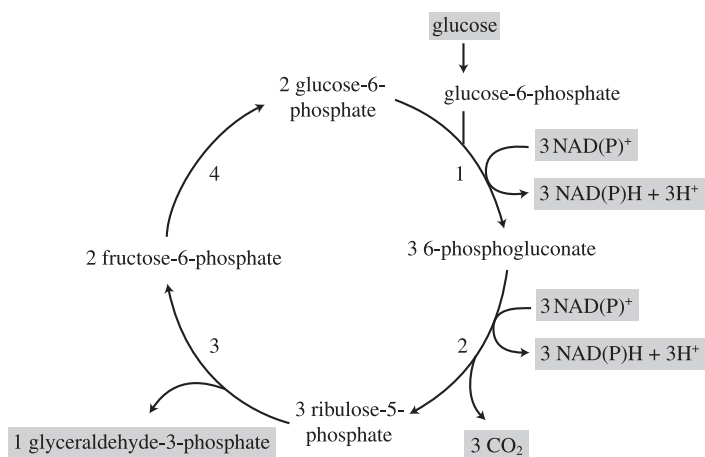 glucose
glucose-6-phosphate
2 glucose-6-
phosphate
3 NAD(P)⁺
1
3 NAD(P)H + 3H⁺
4
3 6-phosphogluconate
2 fructose-6-phosphate
3 NAD(P)⁺
3
2
3 NAD(P)H + 3H⁺
3 ribulose-5-
phosphate
1 glyceraldehyde-3-phosphate
3 CO₂